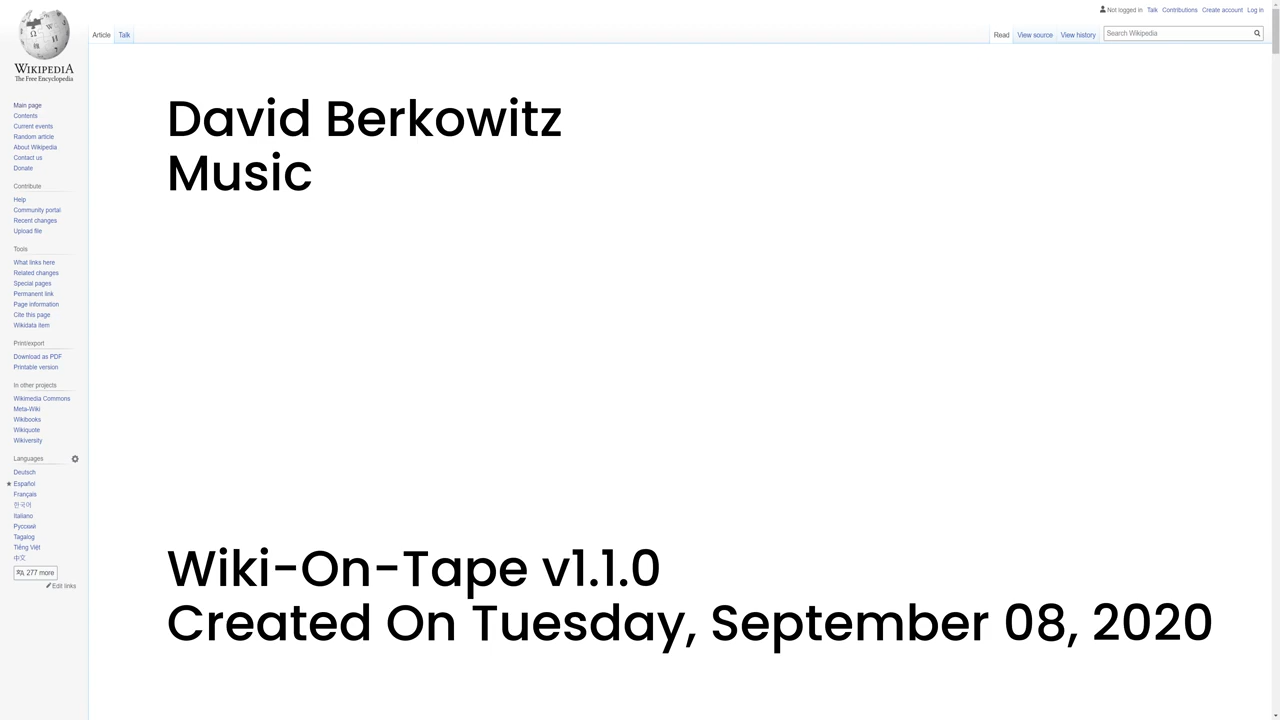 Not logged in Talk Contributions Create account Log in
Article Talk Read View source View history Search Wikipedia
WIKIPEDIA
The Free Encyclopedia
Main page
Contents
Current events
Random article
About Wikipedia
Contact us
Donate
Contribute
Help
Community portal
Recent changes
Upload file
Tools
What links here
Related changes
Special pages
Permanent link
Page information
Cite this page
Wikidata item
Print/export
Download as PDF
Printable version
In other projects
Wikimedia Commons
Meta-Wiki
Wikibooks
Wikiquote
Wikiversity
Languages
Deutsch
Español
Français
한국어
Italiano
Русский
Tagalog
Tiếng Việt
中文
277 more
Edit links
David Berkowitz
Music
Wiki-On-Tape v1.1.0
Created On Tuesday, September 08, 2020